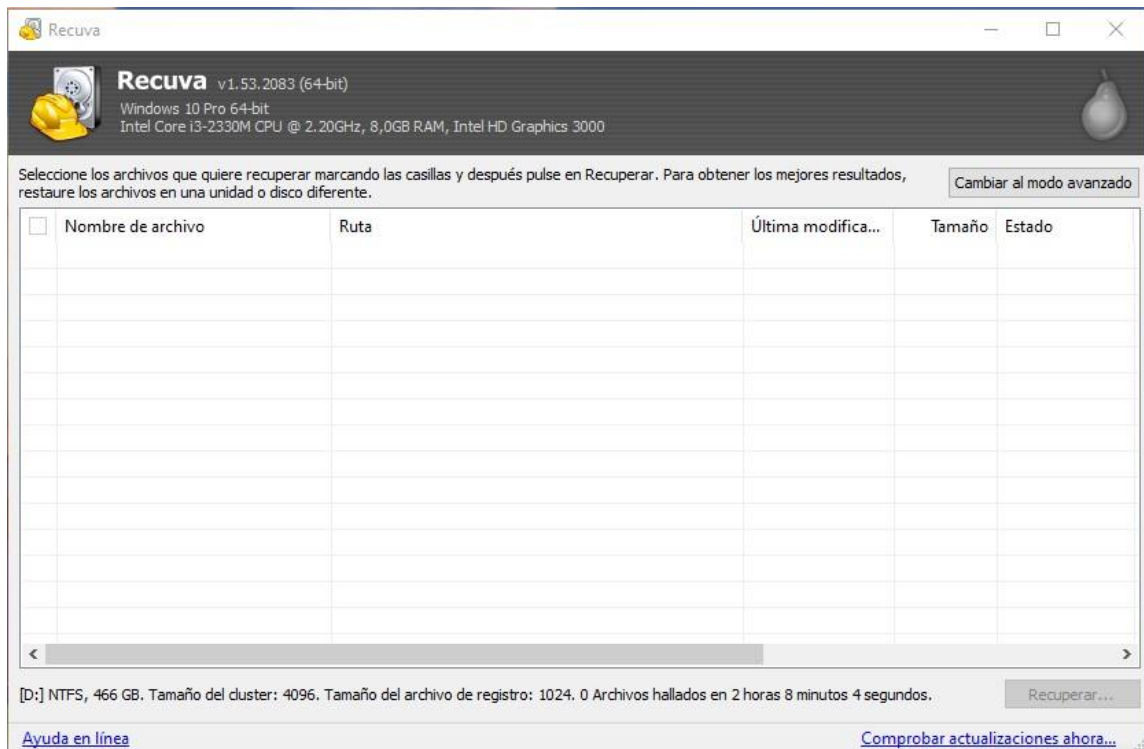 Recuva
Recuva v1.53.2083 (64-bit)
Windows 10 Pro 64-bit
Intel Core i3-2330M CPU @ 2.20GHz, 8,0GB RAM, Intel HD Graphics 3000
Seleccione los archivos que quiere recuperar marcando las casillas y después pulse en Recuperar. Para obtener los mejores resultados,
restaure los archivos en una unidad o disco diferente.
Cambiar al modo avanzado
Nombre de archivo Ruta Última modifica... Tamaño Estado
[D:] NTFS, 466 GB. Tamaño del cluster: 4096. Tamaño del archivo de registro: 1024. 0 Archivos hallados en 2 horas 8 minutos 4 segundos.
Recuperar...
Ayuda en línea Comprobar actualizaciones ahora...